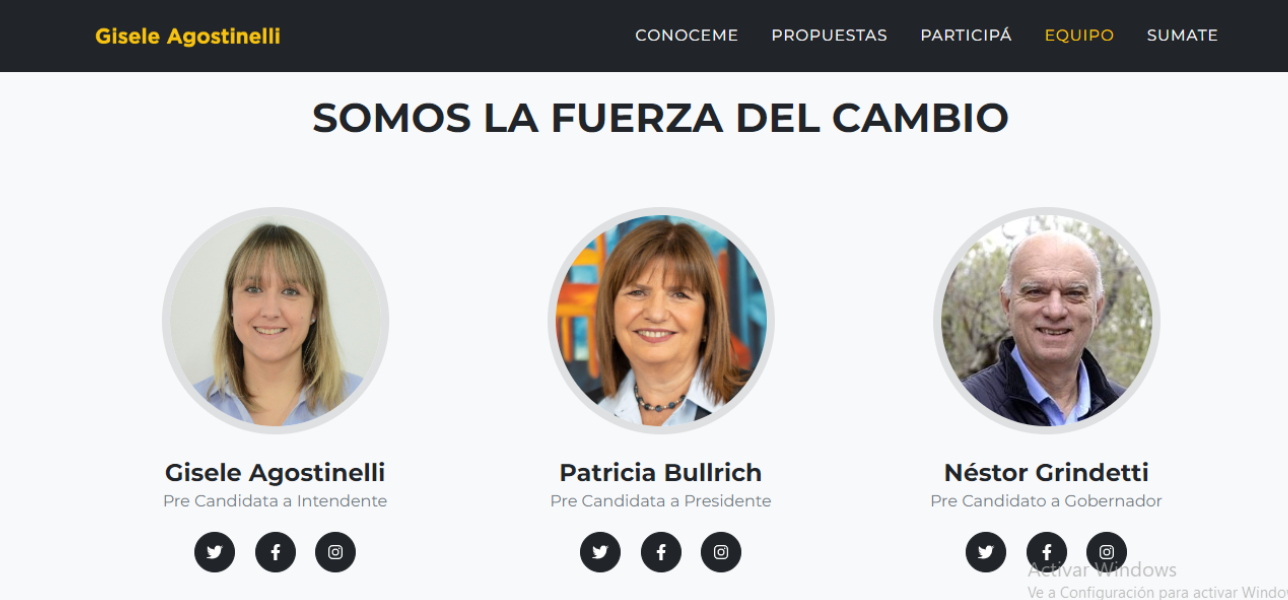 Gisele Agostinelli
CONOCEME PROPUESTAS PARTICIPÁ EQUIPO SUMATE
SOMOS LA FUERZA DEL CAMBIO
Gisele Agostinelli
Pre Candidata a Intendente
Patricia Bullrich
Pre Candidata a Presidente
Néstor Grindetti
Pre Candidato a Gobernador
Activar Windows
Ve a Configuración para activar Windo